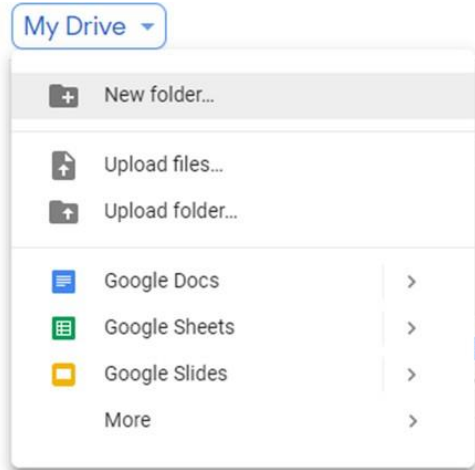 My Drive
New folder...
Upload files...
Upload folder...
Google Docs
Google Sheets
Google Slides
More